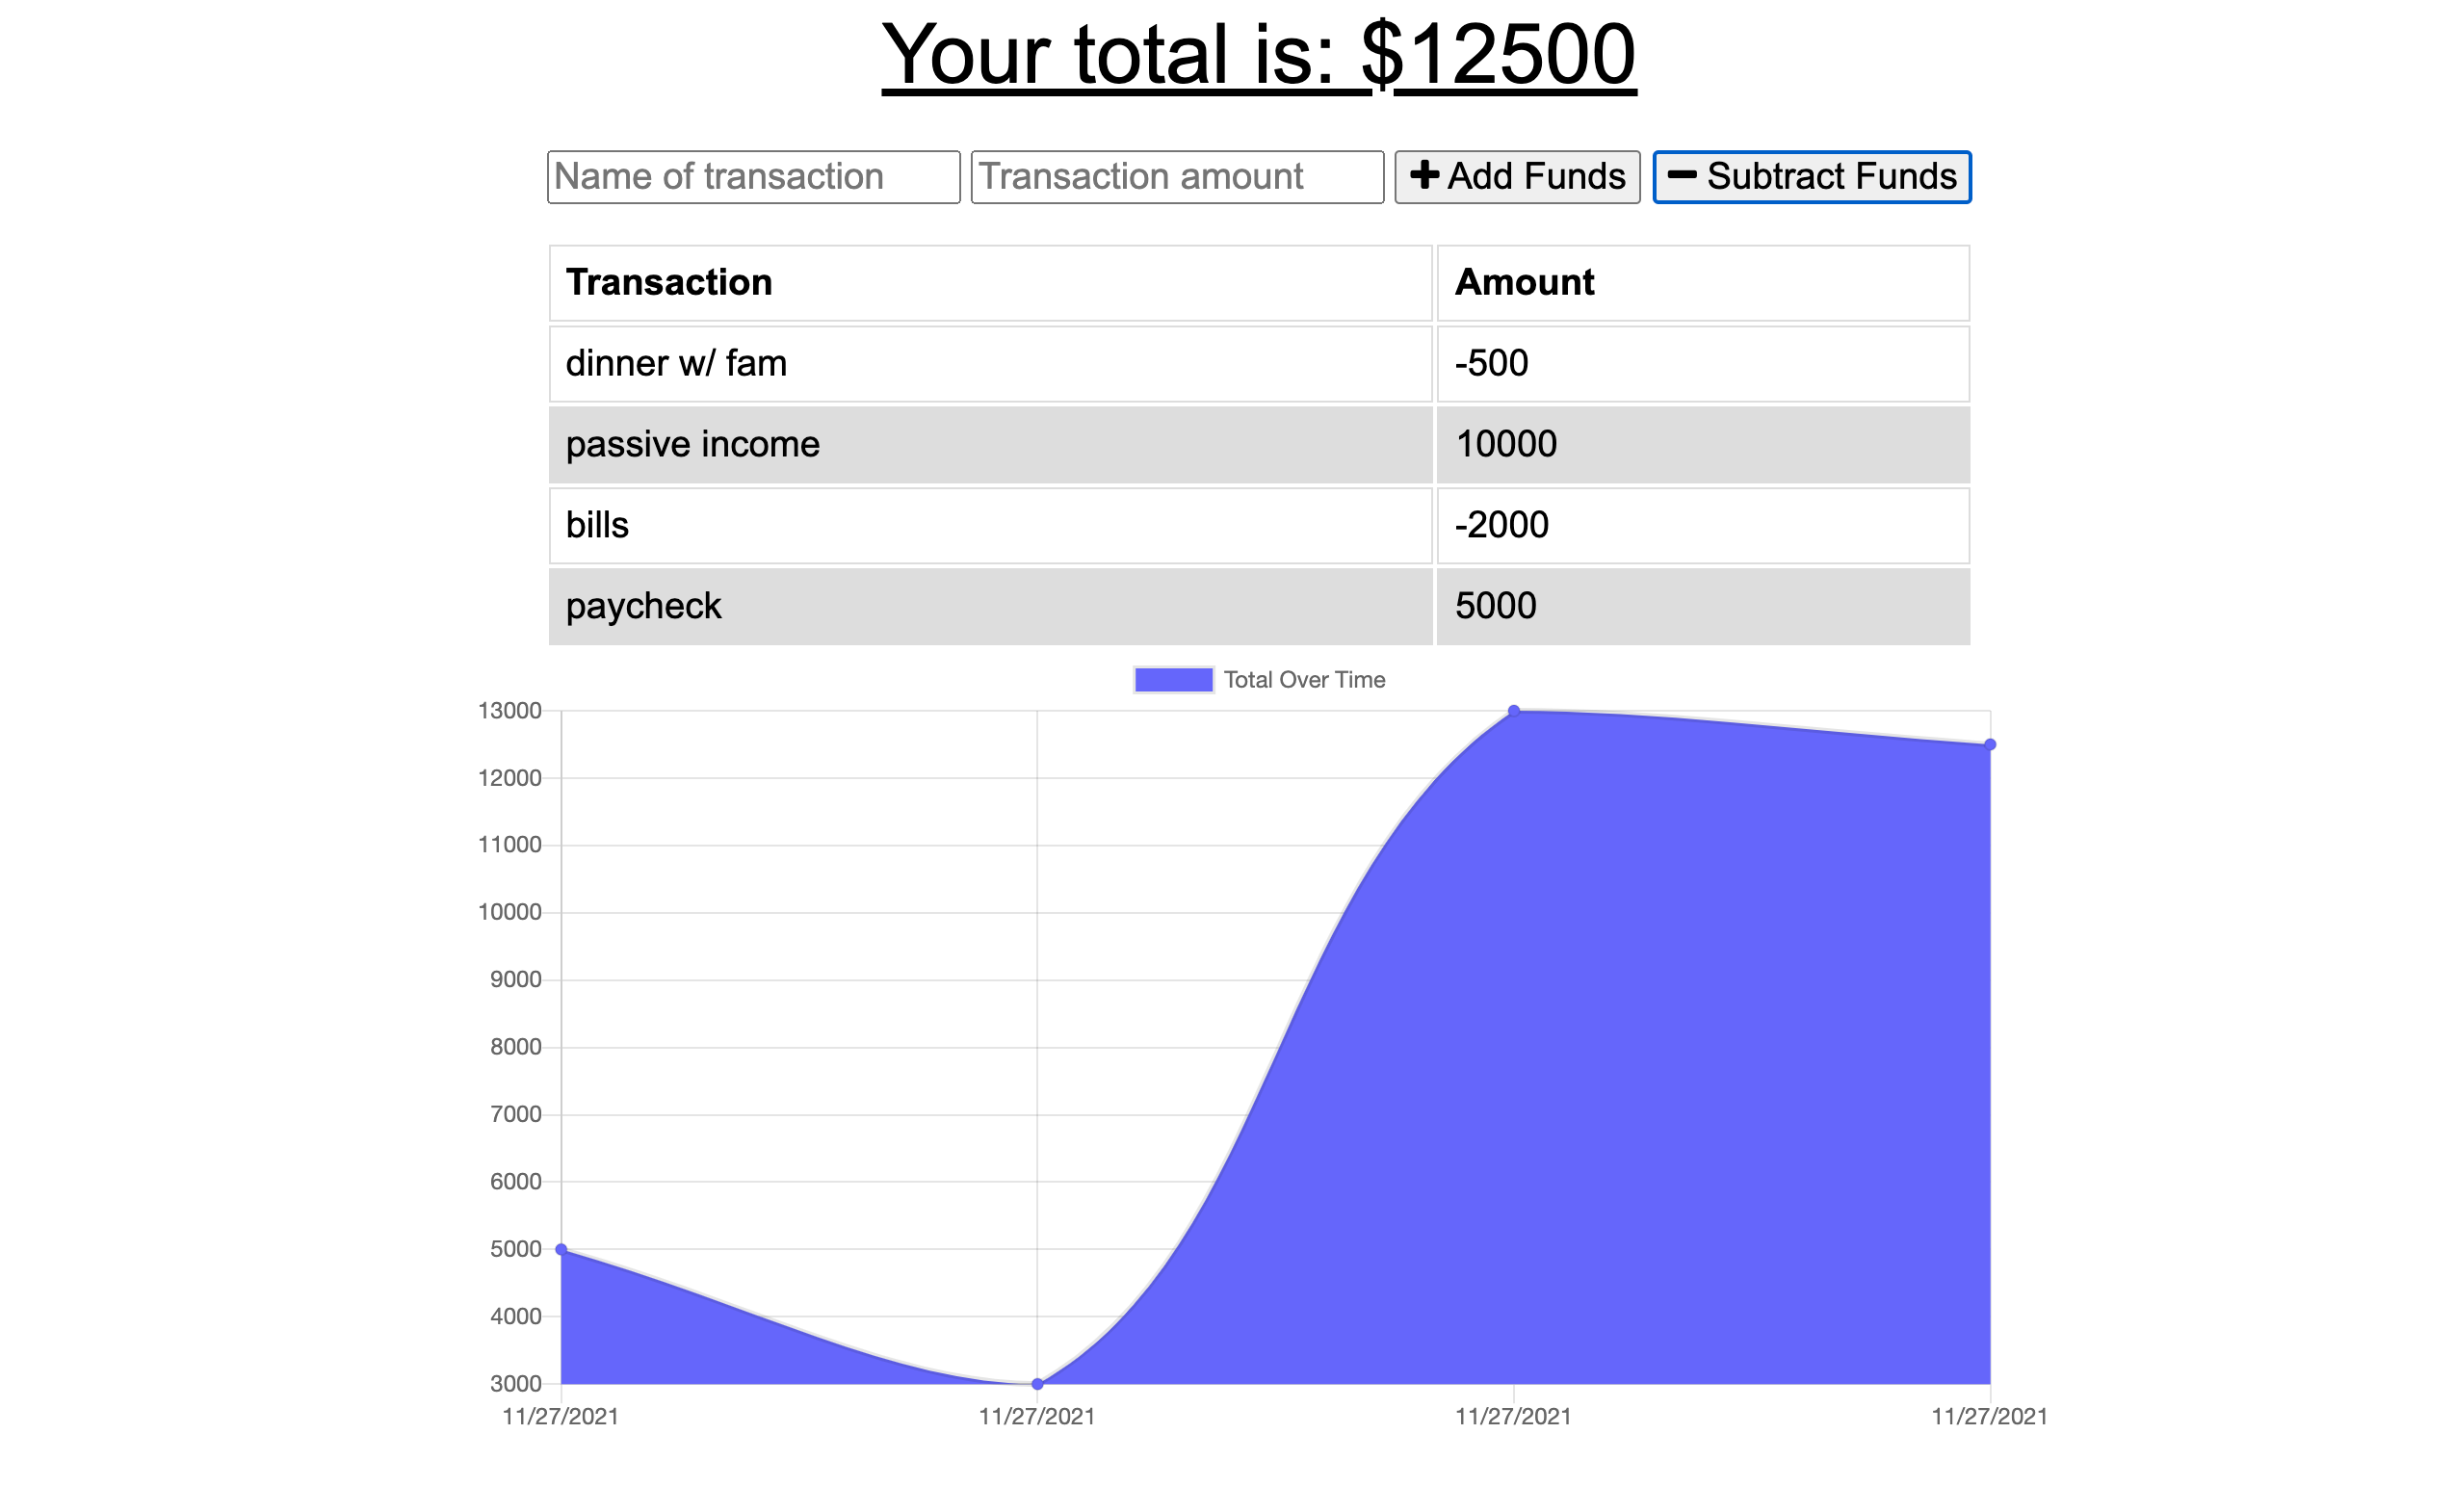 Your total is: $12500
Name of transaction Transaction amount Add Funds Subtract Funds
Transaction Amount
dinner w/ fam -500
passive income 10000
bills -2000
paycheck 5000
Total Over Time
13000
12000
11000
10000
9000
8000
7000
6000
5000
4000
3000
11/27/2021 11/27/2021 11/27/2021 11/27/2021